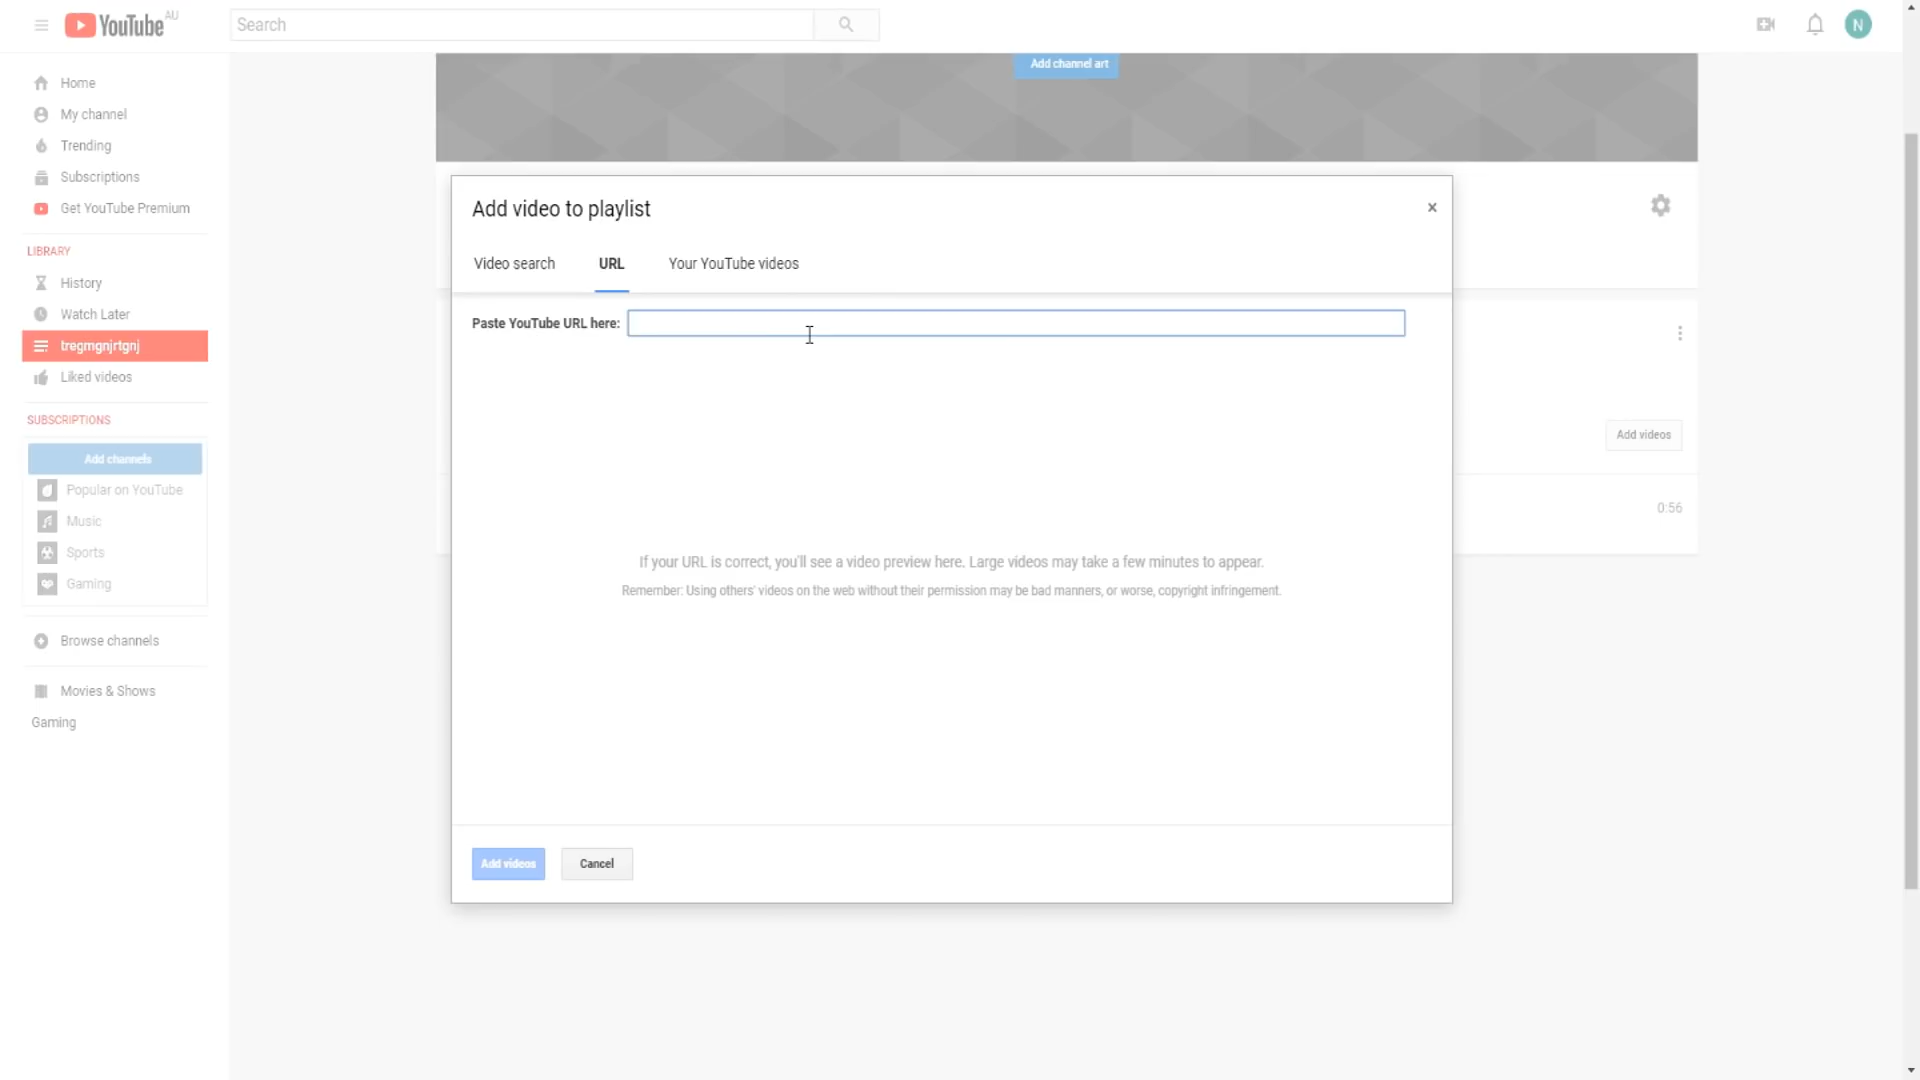 YouTube AU
Search
N
Home
My channel
Trending
Subscriptions
Get YouTube Premium
LIBRARY
History
Watch Later
tregmgnjrtgnj
Liked videos
SUBSCRIPTIONS
Add channels
Popular on YouTube
Music
Sports
Gaming
Browse channels
Movies & Shows
Gaming
Add channel art
Add video to playlist
×
Video search URL Your YouTube videos
Paste YouTube URL here:
If your URL is correct, you'll see a video preview here. Large videos may take a few minutes to appear.
Remember: Using others' videos on the web without their permission may be bad manners, or worse, copyright infringement.
Add videos Cancel
Add videos
0:56